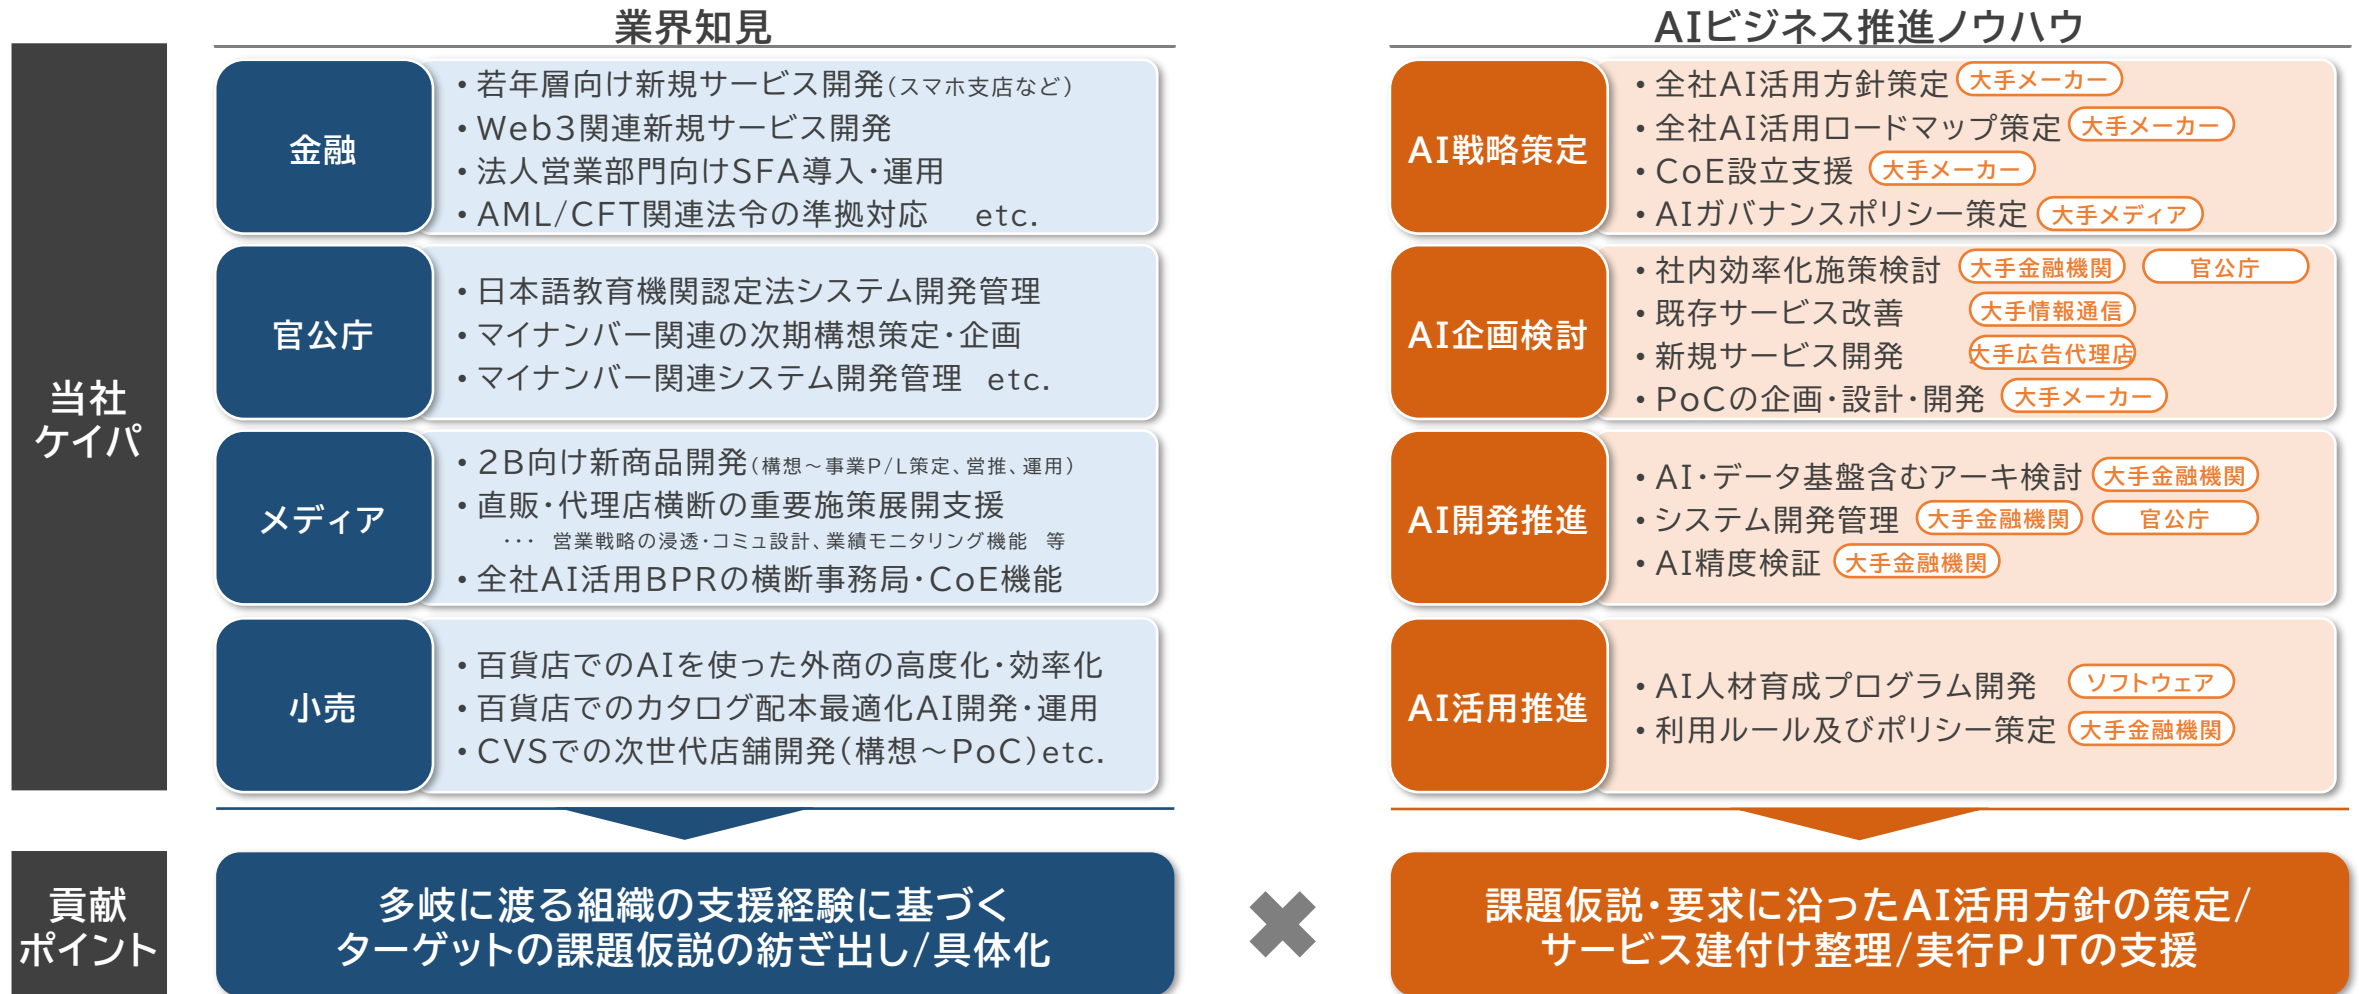 業界知見
AIビジネス推進ノウハウ
当社
ケイパ
金融
・若年層向け新規サービス開発(スマホ支店など)
・Web3関連新規サービス開発
・法人営業部門向けSFA導入・運用
・AML/CFT関連法令の準拠対応 etc.
官公庁
・日本語教育機関認定法システム開発管理
・マイナンバー関連の次期構想策定・企画
・マイナンバー関連システム開発管理 etc.
メディア
・2B向け新商品開発(構想～事業P/L策定、営推、運用)
・直販・代理店横断の重要施策展開支援
・・・ 営業戦略の浸透・コミュ設計、業績モニタリング機能 等
・全社AI活用BPRの横断事務局・CoE機能
小売
・百貨店でのAIを使った外商の高度化・効率化
・百貨店でのカタログ配本最適化AI開発・運用
・CVSでの次世代店舗開発(構想～PoC)etc.
AI戦略策定
・全社AI活用方針策定 大手メーカー
・全社AI活用ロードマップ策定 大手メーカー
・CoE設立支援 大手メーカー
・AIガバナンスポリシー策定 大手メディア
AI企画検討
・社内効率化施策検討 大手金融機関 官公庁
・既存サービス改善 大手情報通信
・新規サービス開発 大手広告代理店
・PoCの企画・設計・開発 大手メーカー
AI開発推進
・AI・データ基盤含むアーキ検討 大手金融機関
・システム開発管理 大手金融機関 官公庁
・AI精度検証 大手金融機関
AI活用推進
・AI人材育成プログラム開発 ソフトウェア
・利用ルール及びポリシー策定 大手金融機関
貢献
ポイント
多岐に渡る組織の支援経験に基づく
ターゲットの課題仮説の紡ぎ出し/具体化
課題仮説・要求に沿ったAI活用方針の策定/
サービス建付け整理/実行PJTの支援